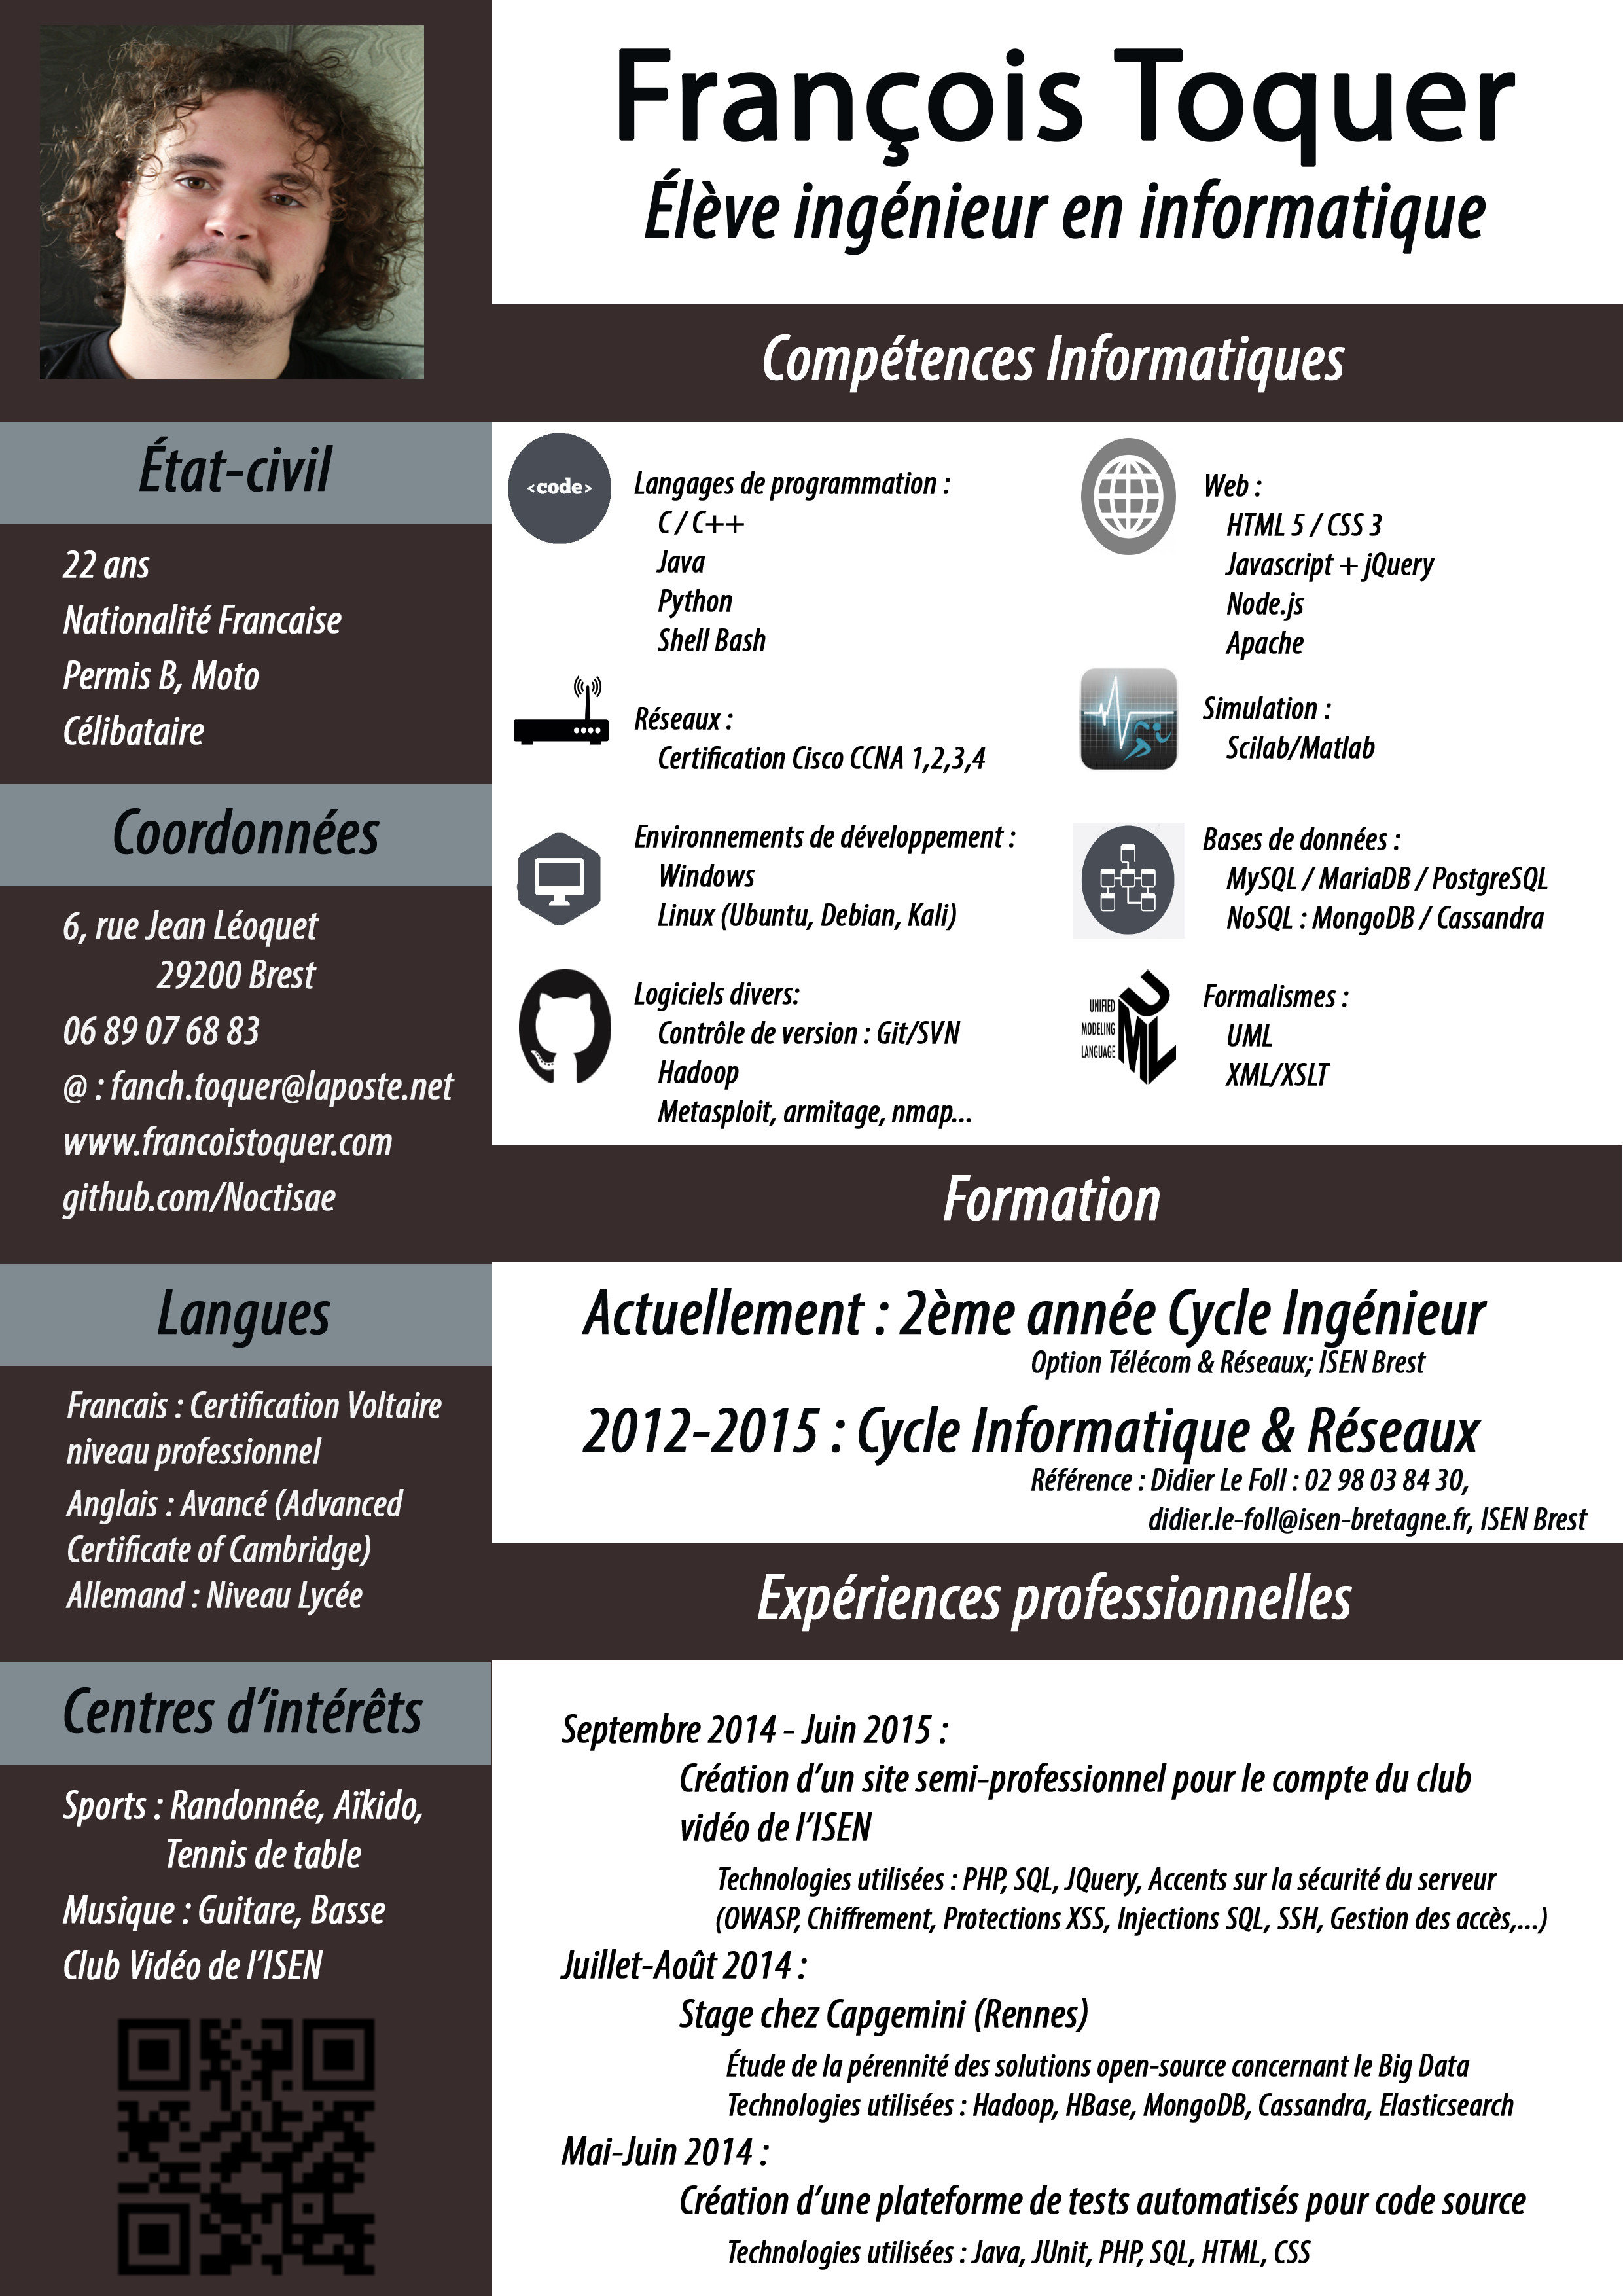 François Toquer
Élève ingénieur en informatique
État-civil
22 ans
Nationalité Francaise
Permis B, Moto
Célibataire
Coordonnées
6, rue Jean Léoquet
29200 Brest
06 89 07 68 83
@ : fanch.toquer@laposte.net
www.francoistoquer.com
github.com/Noctisae
Langues
Francais : Certification Voltaire
niveau professionnel
Anglais : Avancé (Advanced
Certificate of Cambridge)
Allemand : Niveau Lycée
Centres d’intérêts
Sports : Randonnée, Aïkido,
Tennis de table
Musique : Guitare, Basse
Club Vidéo de l’ISEN
Compétences Informatiques
<code>
Langages de programmation :
C / C++
Java
Python
Shell Bash
Réseaux :
Certification Cisco CCNA 1,2,3,4
Environnements de développement :
Windows
Linux (Ubuntu, Debian, Kali)
Logiciels divers:
Contrôle de version : Git/SVN
Hadoop
Metasploit, armitage, nmap...
Web :
HTML 5 / CSS 3
Javascript + jQuery
Node.js
Apache
Simulation :
Scilab/Matlab
Bases de données :
MySQL / MariaDB / PostgreSQL
NoSQL : MongoDB / Cassandra
UNIFIED
MODELING
LANGUAGE
UML
Formalismes :
UML
XML/XSLT
Formation
Actuellement : 2ème année Cycle Ingénieur
Option Télécom & Réseaux; ISEN Brest
2012-2015 : Cycle Informatique & Réseaux
Référence : Didier Le Foll : 02 98 03 84 30,
didier.le-foll@isen-bretagne.fr, ISEN Brest
Expériences professionnelles
Septembre 2014 - Juin 2015 :
Création d’un site semi-professionnel pour le compte du club
vidéo de l’ISEN
Technologies utilisées : PHP, SQL, JQuery, Accents sur la sécurité du serveur
(OWASP, Chiffrement, Protections XSS, Injections SQL, SSH, Gestion des accès,...)
Juillet-Août 2014 :
Stage chez Capgemini (Rennes)
Étude de la pérennité des solutions open-source concernant le Big Data
Technologies utilisées : Hadoop, HBase, MongoDB, Cassandra, Elasticsearch
Mai-Juin 2014 :
Création d’une plateforme de tests automatisés pour code source
Technologies utilisées : Java, JUnit, PHP, SQL, HTML, CSS